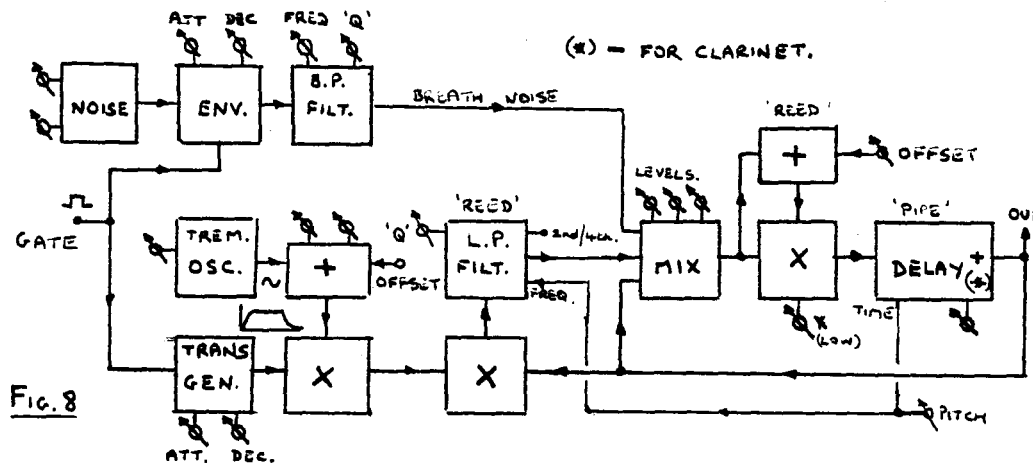 ATT DEC
FREQ 'Q'
(*) – FOR CLARINET.
NOISE
ENV.
B.P.
FILT.
BREATH NOISE
'REED'
+
OFFSET
LEVELS.
GATE
TREM.
OSC.
~
+
'Q'
OFFSET
'REED'
L.P.
FILT.
2nd/4th.
FREQ.
MIX
X
(LOW)
'PIPE'
+
DELAY (*)
TIME
OU
TRANS
GEN.
X
X
PITCH
FIG. 8
ATT. DEC.